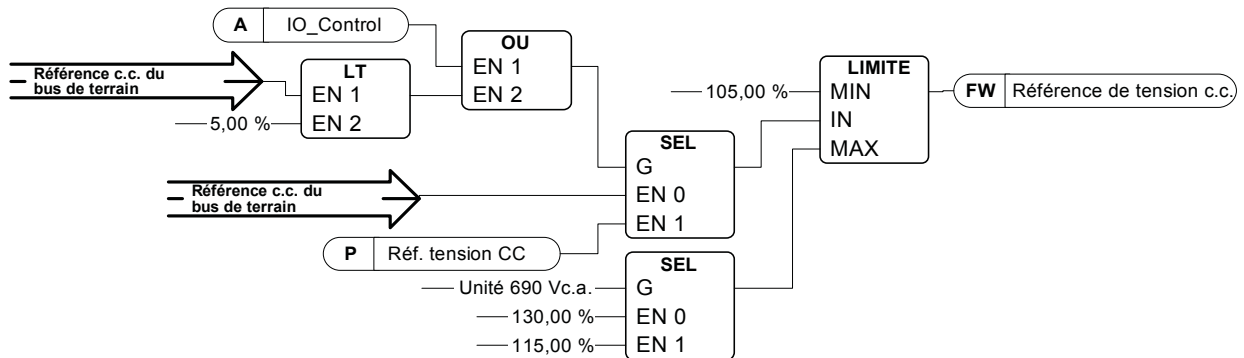 A IO_Control
OU
EN 1
EN 2
Référence c.c. du
bus de terrain
LT
EN 1
EN 2
5,00 %
LIMITE
MIN
IN
MAX
105,00 %
FW Référence de tension c.c.
SEL
G
EN 0
EN 1
Référence c.c. du
bus de terrain
P Réf. tension CC
SEL
G
EN 0
EN 1
Unité 690 Vc.a.
130,00 %
115,00 %